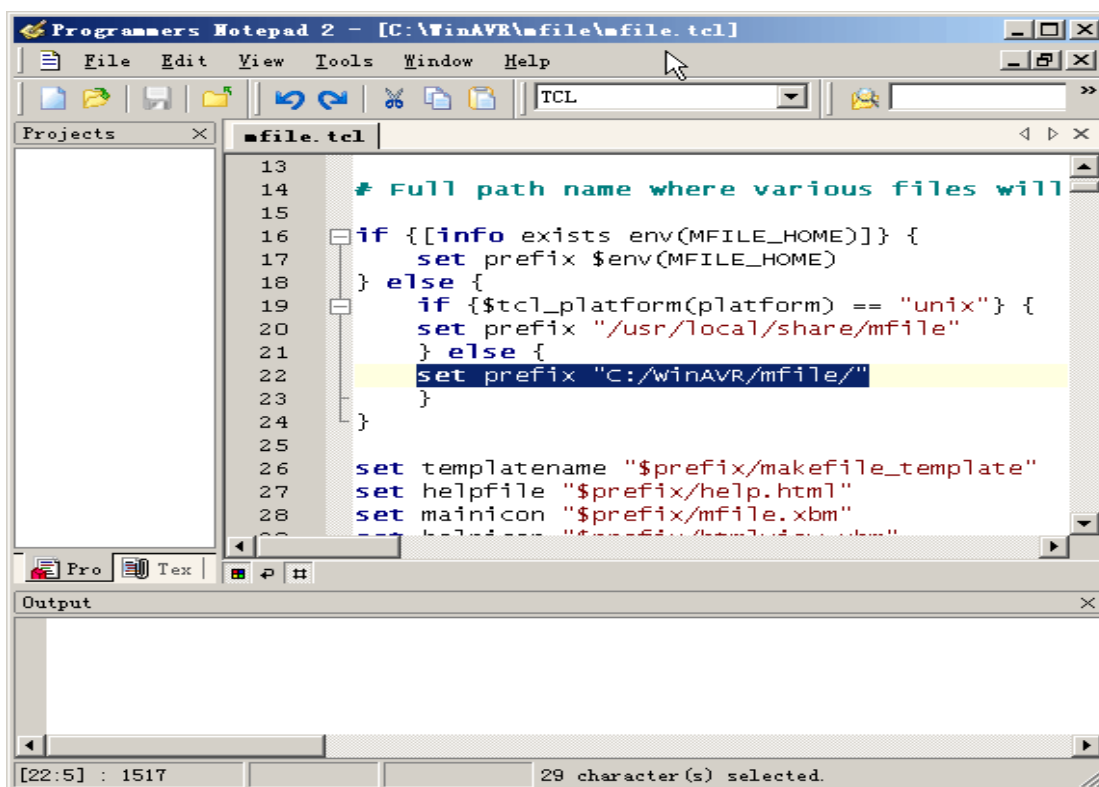 Programmers Notepad 2 - [C:\WinAVR\mfile\mfile.tcl]
File Edit View Tools Window Help
TCL
Projects
mfile.tcl
13
14 # Full path name where various files will
15
16 if {[info exists env(MFILE_HOME)]} {
17 set prefix $env(MFILE_HOME)
18 } else {
19 if {$tcl_platform(platform) == "unix"} {
20 set prefix "/usr/local/share/mfile"
21 } else {
22 set prefix "C:/WinAVR/mfile/"
23 }
24 }
25
26 set templatename "$prefix/makefile_template"
27 set helpfile "$prefix/help.html"
28 set mainicon "$prefix/mfile.xbm"
Pro Tex
Output
[22:5] : 1517 29 character(s) selected.